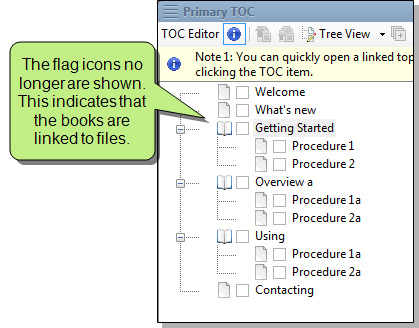 Primary TOC
TOC Editor
Tree View
Note 1: You can quickly open a linked top
clicking the TOC item.
The flag icons no
longer are shown.
This indicates that
the books are
linked to files.
Welcome
What's new
Getting Started
Procedure 1
Procedure 2
Overview a
Procedure 1a
Procedure 2a
Using
Procedure 1a
Procedure 2a
Contacting